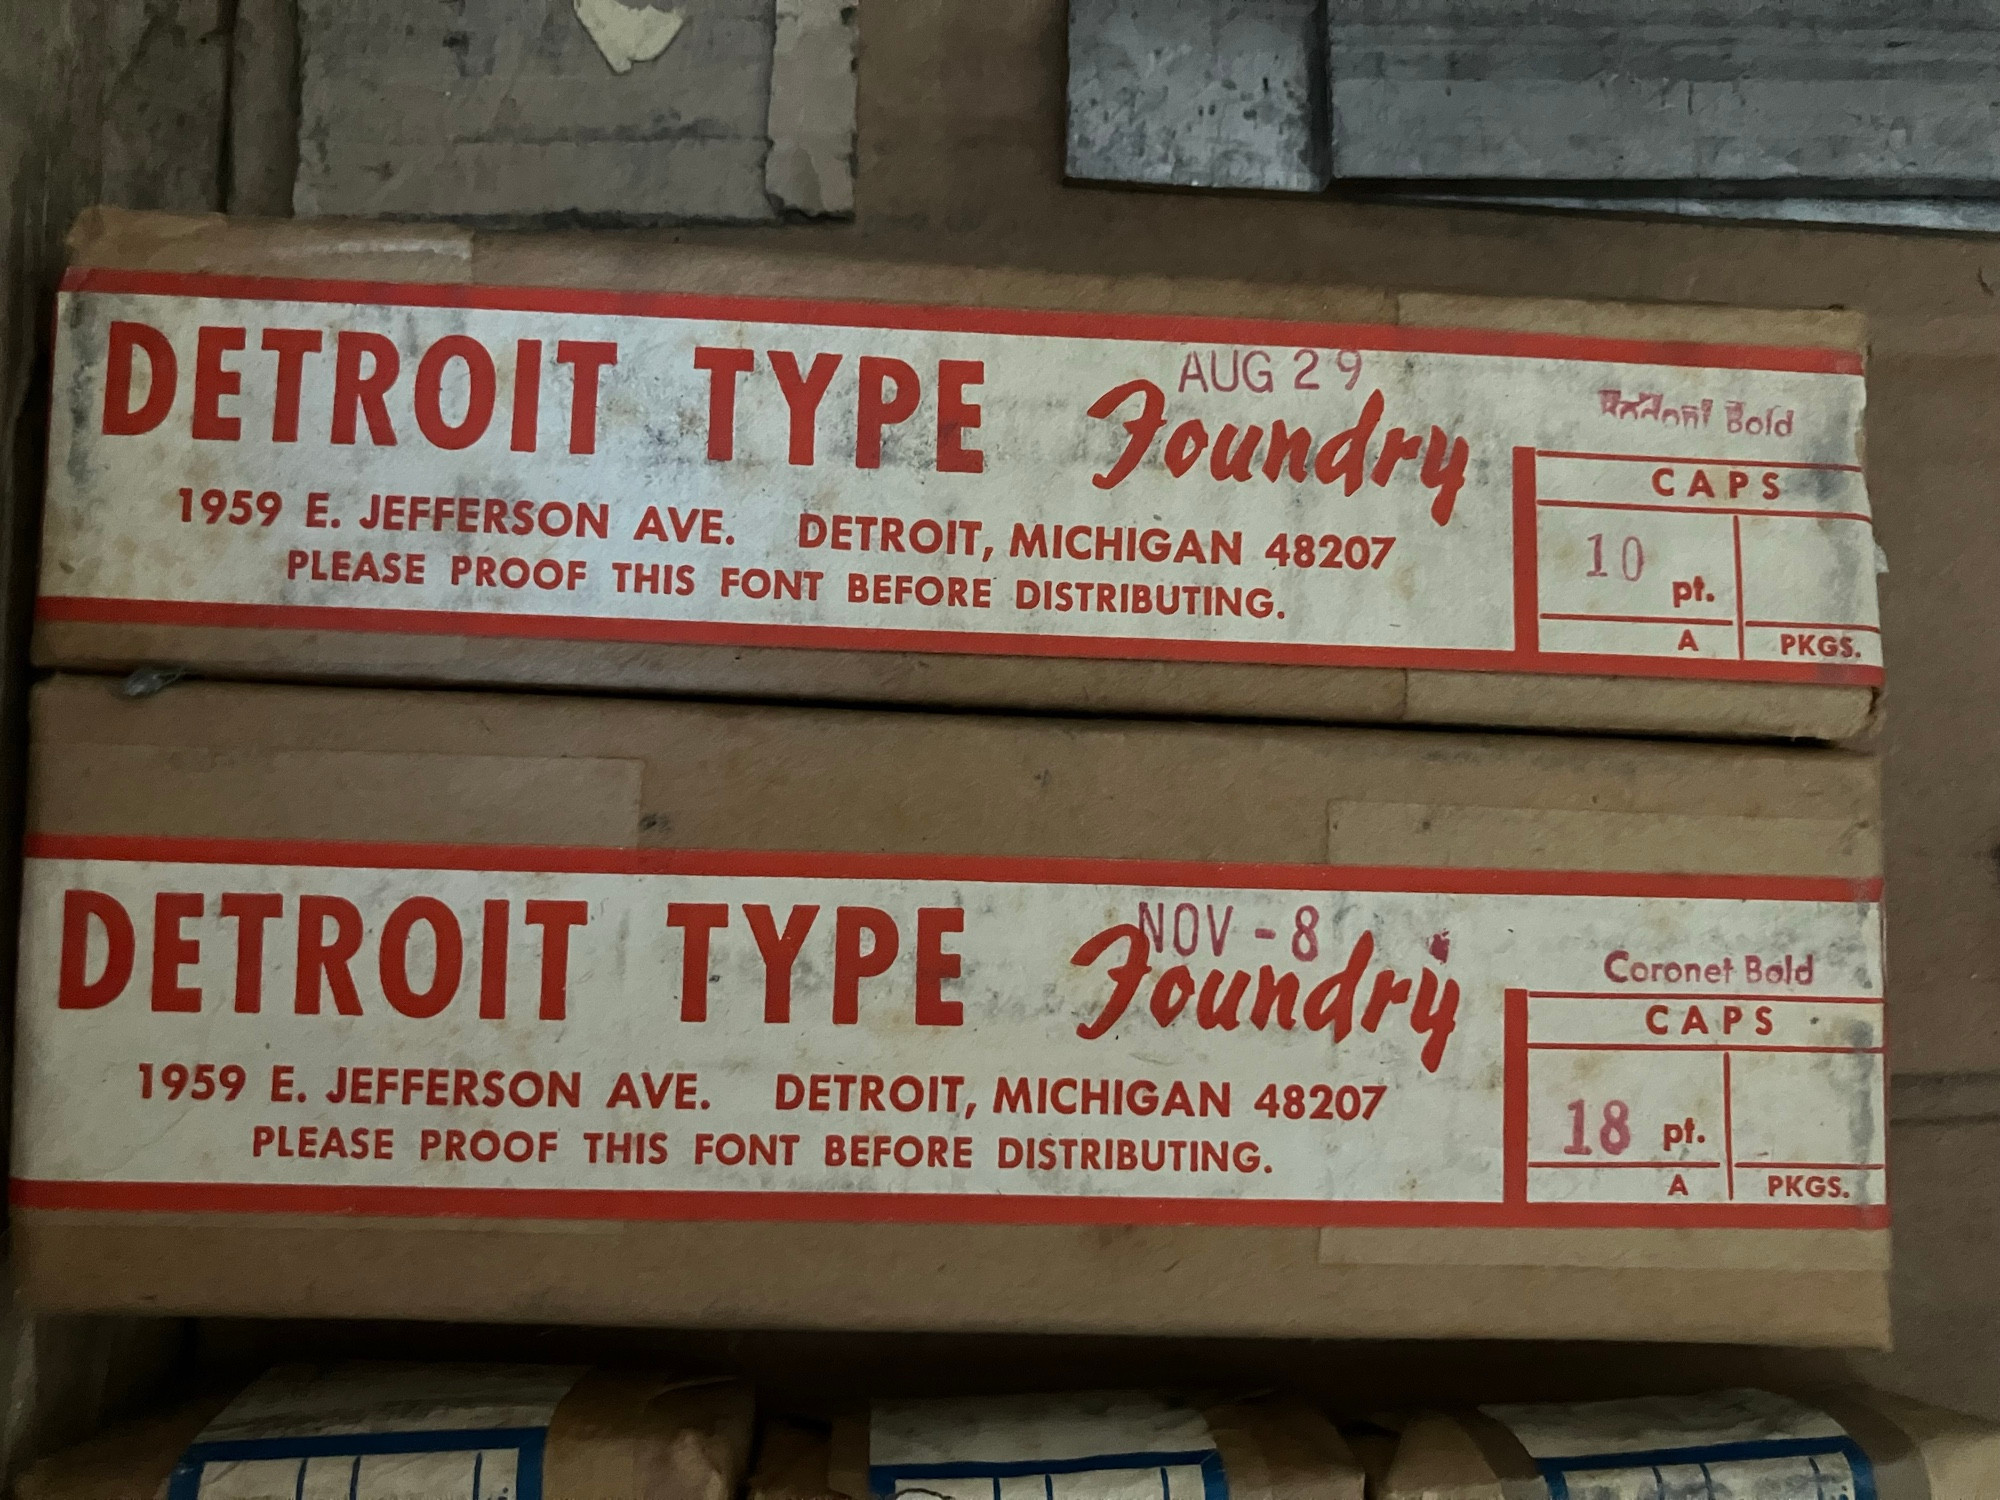 AUG 29
DETROIT TYPE Foundry
1959 E. JEFFERSON AVE. DETROIT, MICHIGAN 48207
PLEASE PROOF THIS FONT BEFORE DISTRIBUTING.
Bold
CAPS
10 pt.
A PKGS.
NOV - 8
DETROIT TYPE Foundry
1959 E. JEFFERSON AVE. DETROIT, MICHIGAN 48207
PLEASE PROOF THIS FONT BEFORE DISTRIBUTING.
Coronet Bold
CAPS
18 pt.
A PKGS.